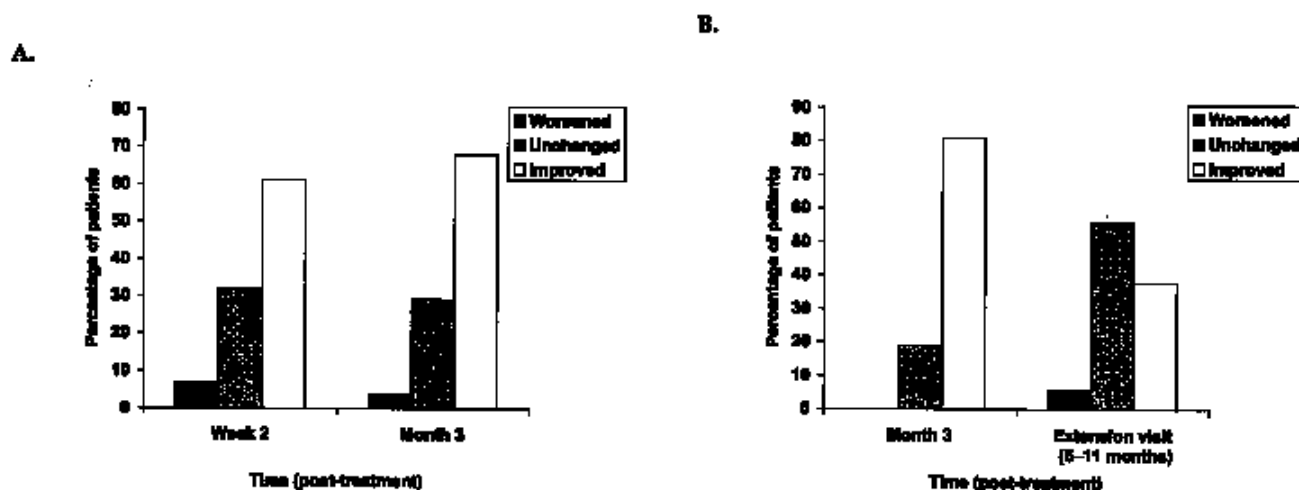 A.
80
70
60
50
40
30
20
10
0
Percentage of patients
Worsened
Unchanged
Improved
Week 2
Month 3
Time (post-treatment)
B.
90
80
70
60
50
40
30
20
10
0
Percentage of patients
Worsened
Unchanged
Improved
Month 3
Extension visit
months)
Time (post-treatment)